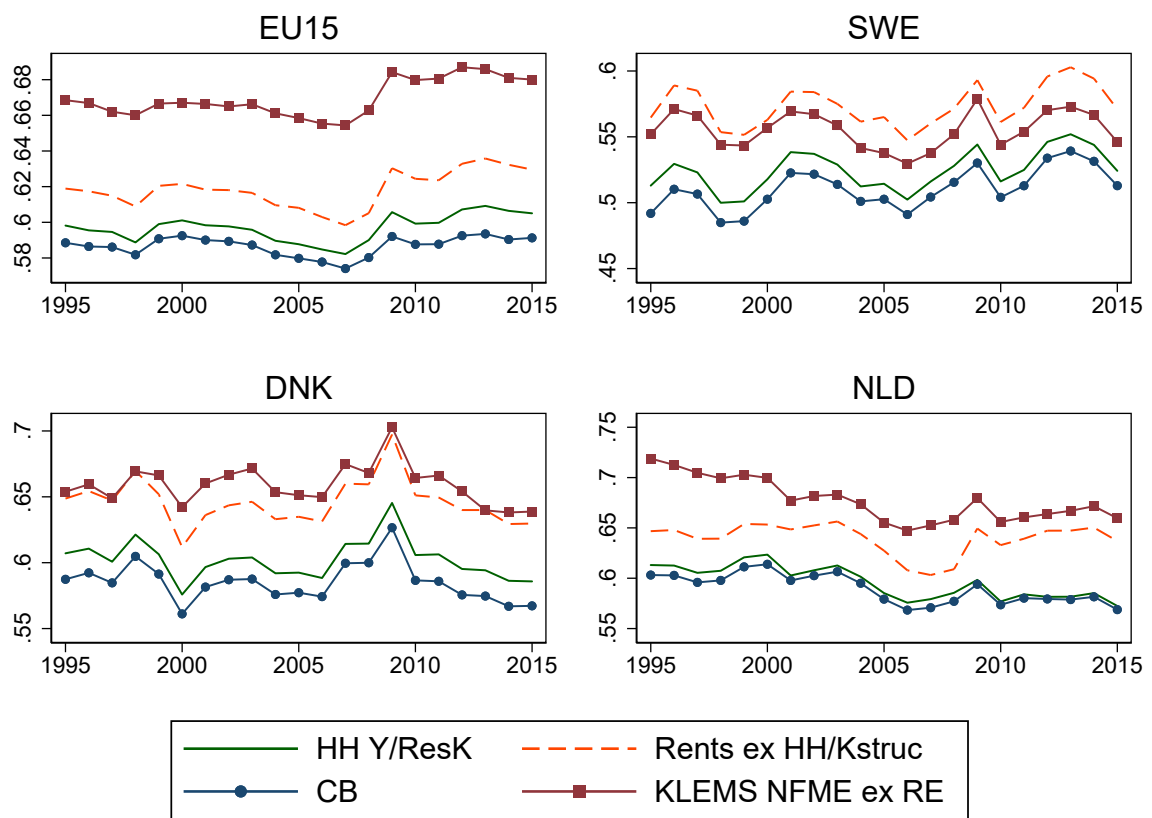 EU15
SWE
.58 .6 .62 .64 .66 .68
1995 2000 2005 2010 2015
.45 .5 .55 .6
1995 2000 2005 2010 2015
DNK
NLD
.55 .6 .65 .7
1995 2000 2005 2010 2015
.55 .6 .65 .7 .75
1995 2000 2005 2010 2015
HH Y/ResK
Rents ex HH/Kstruc
CB
KLEMS NFME ex RE